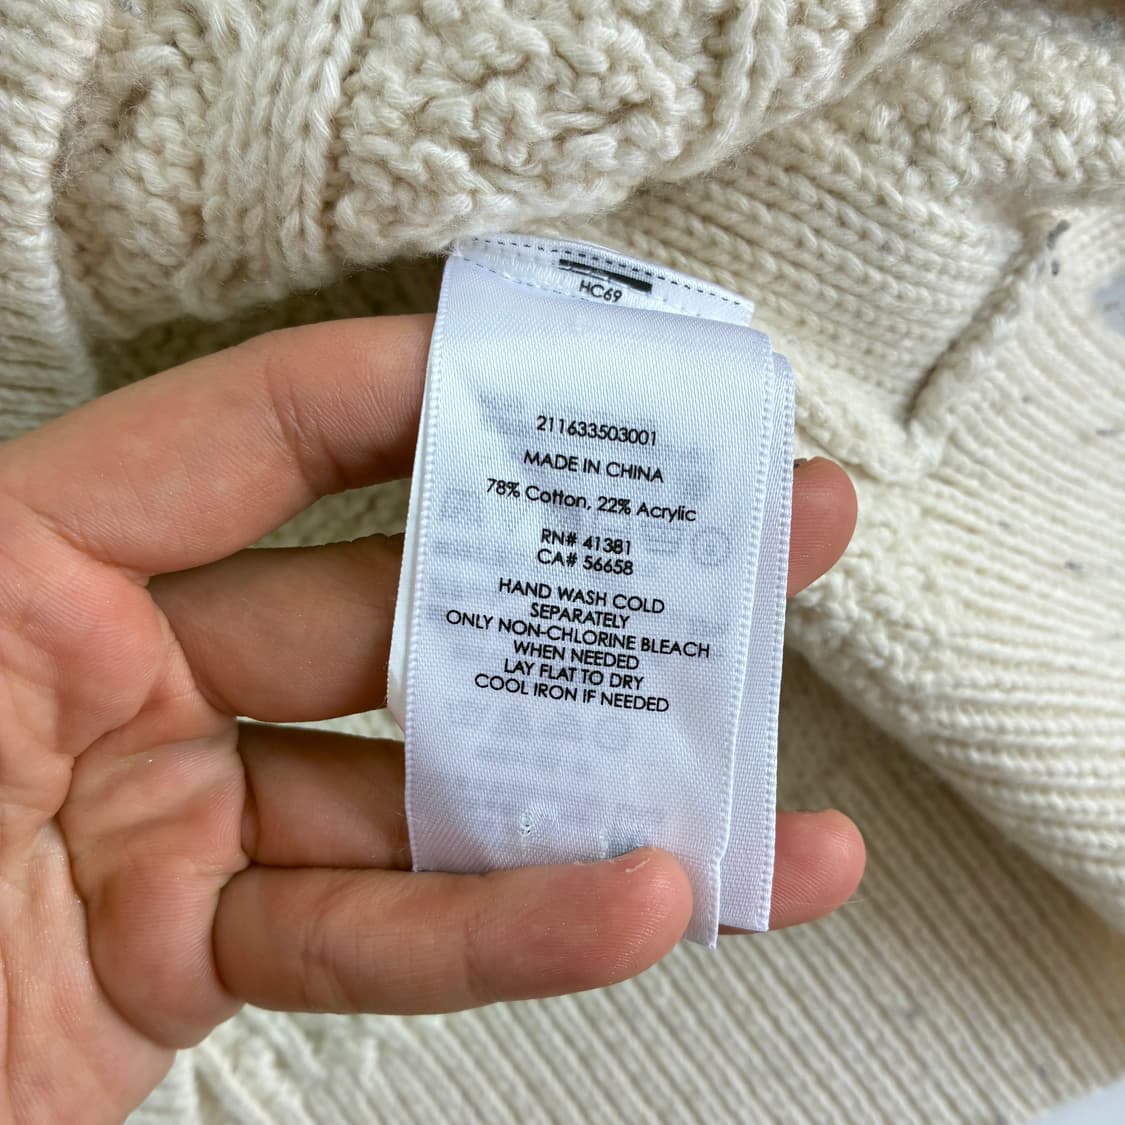 HC69
211633503001
MADE IN CHINA
78% Cotton, 22% Acrylic
RN# 41381
CA# 56658
HAND WASH COLD
SEPARATELY
ONLY NON-CHLORINE BLEACH
WHEN NEEDED
LAY FLAT TO DRY
COOL IRON IF NEEDED